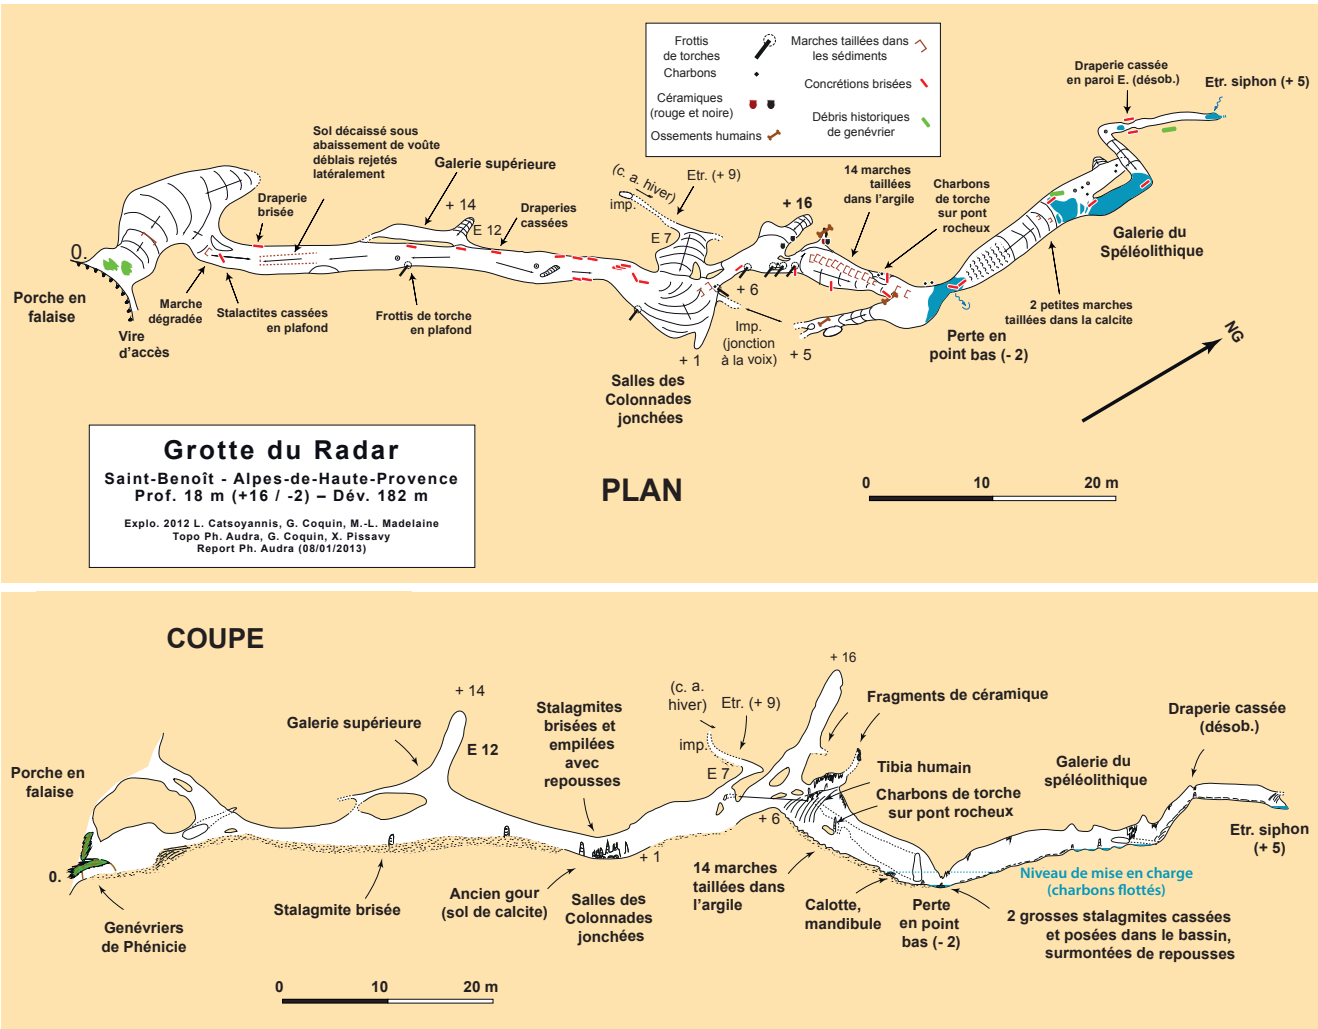 Frottis
de torches
Charbons
Céramiques
(rouge et noire)
Ossements humains
Marches taillées dans
les sédiments
Concrétions brisées
Débris historiques
de genévrier
Draperie cassée
en paroi E. (désob.)
Etr. siphon (+ 5)
Sol décaissé sous
abaissement de voûte
déblais rejetés
latéralement
Galerie supérieure
+ 14
E 12
Draperies
cassées
Draperie
brisée
(c. a. hiver)
imp.
Etr. (+ 9)
E 7
+ 16
14 marches
taillées
dans l'argile
Charbons
de torche
sur pont
rocheux
Galerie du
Spéléolithique
0.
Porche en
falaise
Vire
d'accès
Marche
dégradée
Stalactites cassées
en plafond
Frottis de torche
en plafond
+ 6
Imp.
(jonction
à la voix)
+ 5
+ 1
Salles des
Colonnades
jonchées
Perte en
point bas (- 2)
2 petites marches
taillées dans la calcite
NG
Grotte du Radar
Saint-Benoît - Alpes-de-Haute-Provence
Prof. 18 m (+16 / -2) – Dév. 182 m
Explo. 2012 L. Catsoyannis, G. Coquin, M.-L. Madelaine
Topo Ph. Audra, G. Coquin, X. Pissavy
Report Ph. Audra (08/01/2013)
PLAN
0 10 20 m
COUPE
Porche en
falaise
0.
Genévriers
de Phénicie
Galerie supérieure
+ 14
E 12
Stalagmite brisée
Stalagmites
brisées et
empilées
avec
repousses
Ancien gour
(sol de calcite)
Salles des
Colonnades
jonchées
+ 1
(c. a.
hiver)
imp.
Etr. (+ 9)
E 7
+ 6
+ 16
Fragments de céramique
Tibia humain
Charbons de torche
sur pont rocheux
14 marches
taillées dans
l'argile
Calotte,
mandibule
Perte
en point
bas (- 2)
Galerie du
spéléolithique
Draperie cassée
(désob.)
Etr. siphon
(+ 5)
Niveau de mise en charge
(charbons flottés)
2 grosses stalagmites cassées
et posées dans le bassin,
surmontées de repousses
0 10 20 m